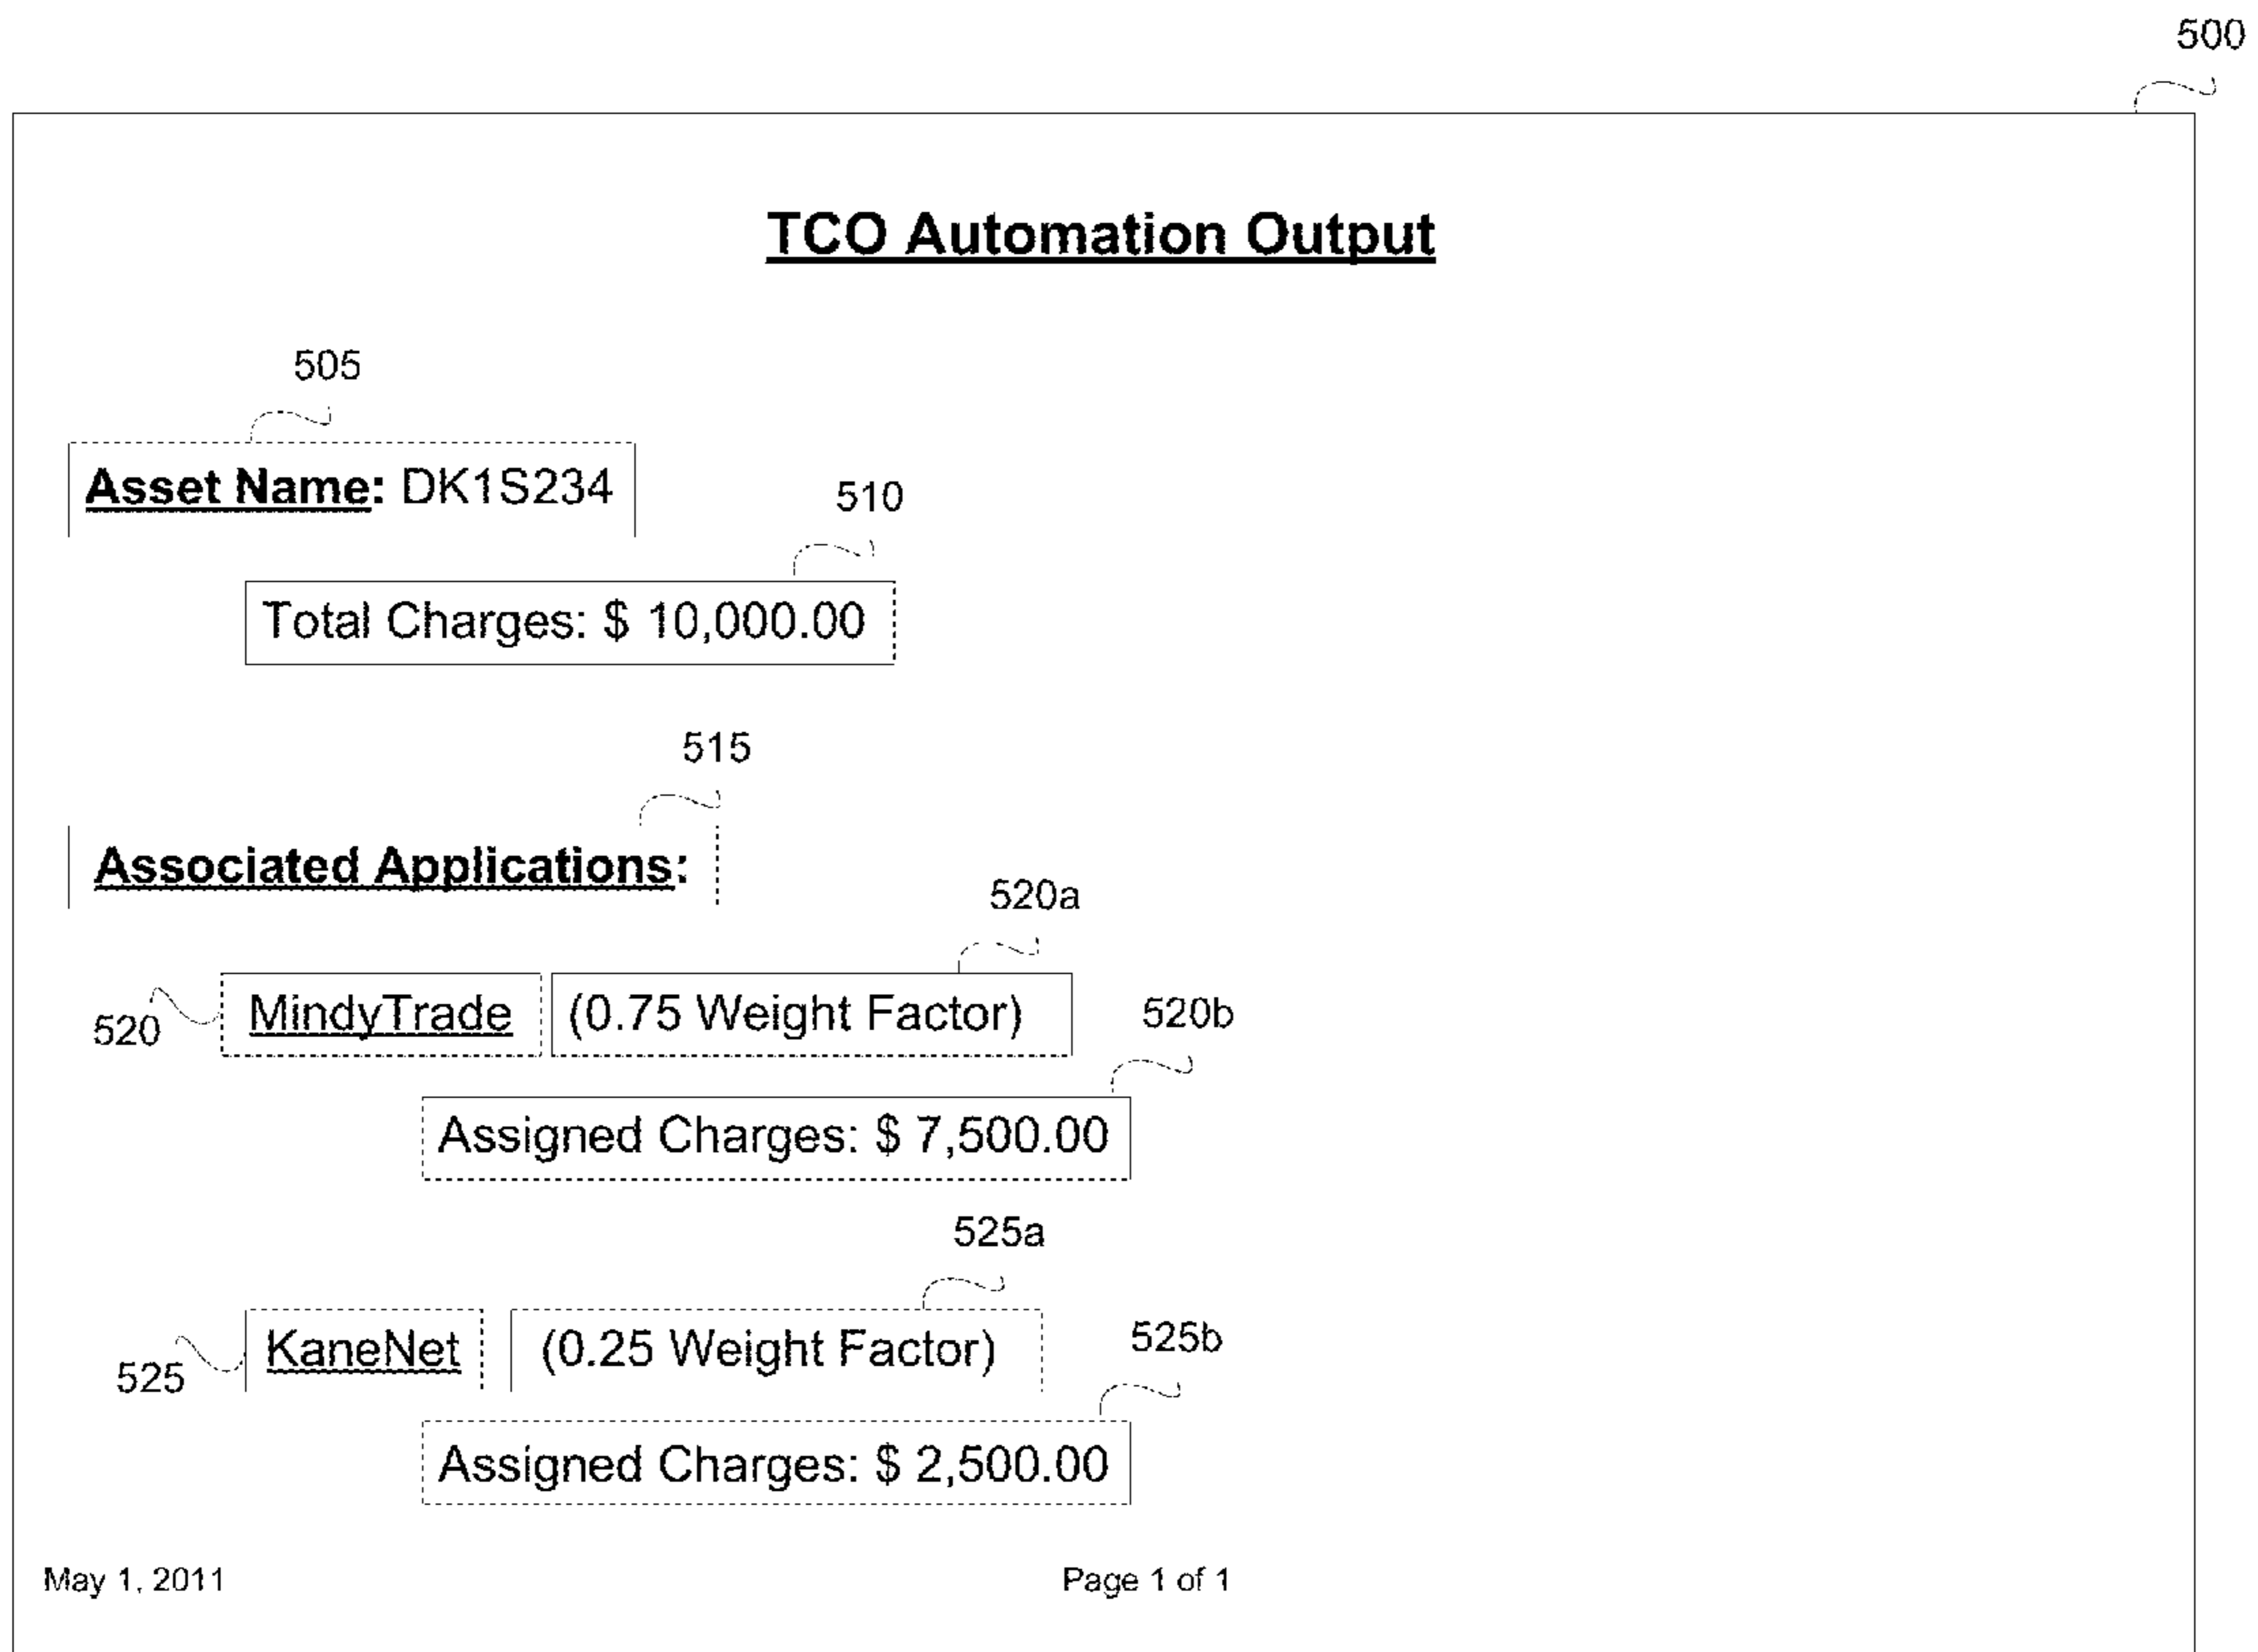 500
TCO Automation Output
505
Asset Name: DK1S234
510
Total Charges: $ 10,000.00
515
Associated Applications:
520a
520 MindyTrade (0.75 Weight Factor)
520b
Assigned Charges: $ 7,500.00
525a
525 KaneNet (0.25 Weight Factor)
525b
Assigned Charges: $ 2,500.00
May 1, 2011 Page 1 of 1